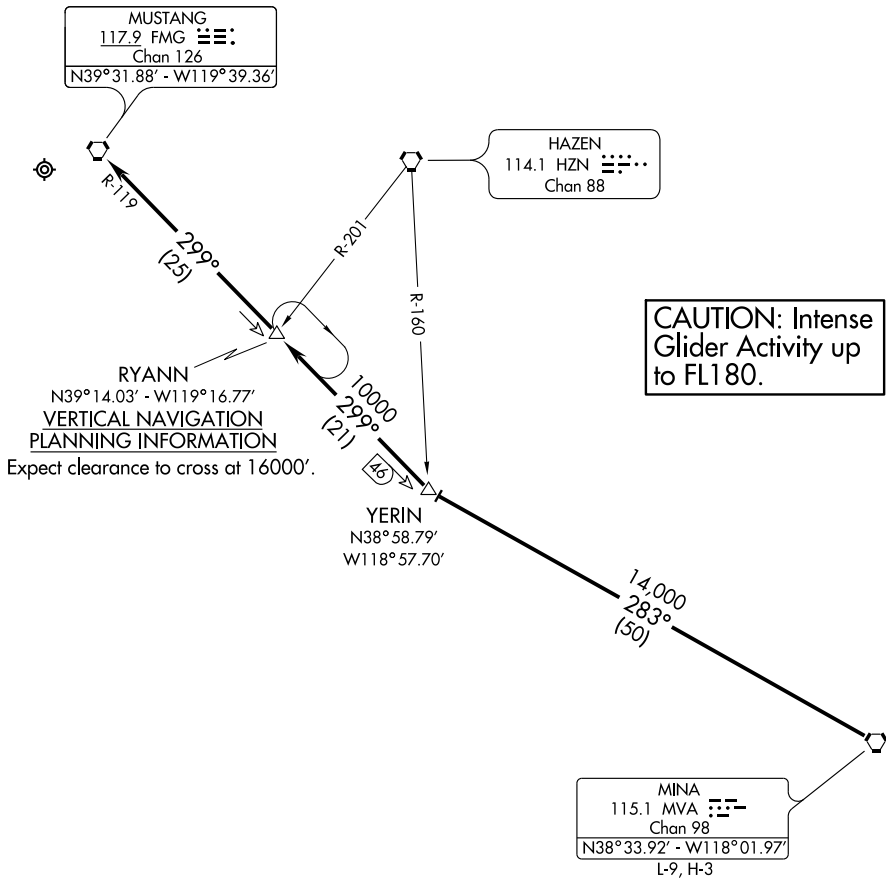 MUSTANG
117.9 FMG
Chan 126
N39°31.88' - W119°39.36'
HAZEN
114.1 HZN
Chan 88
R-119
299°
(25)
R-201
R-160
CAUTION: Intense
Glider Activity up
to FL180.
RYANN
N39°14.03' - W119°16.77'
VERTICAL NAVIGATION
PLANNING INFORMATION
Expect clearance to cross at 16000'.
10000
299°
(21)
46
YERIN
N38°58.79'
W118°57.70'
14,000
283°
(50)
MINA
115.1 MVA
Chan 98
N38°33.92' - W118°01.97'
L-9, H-3